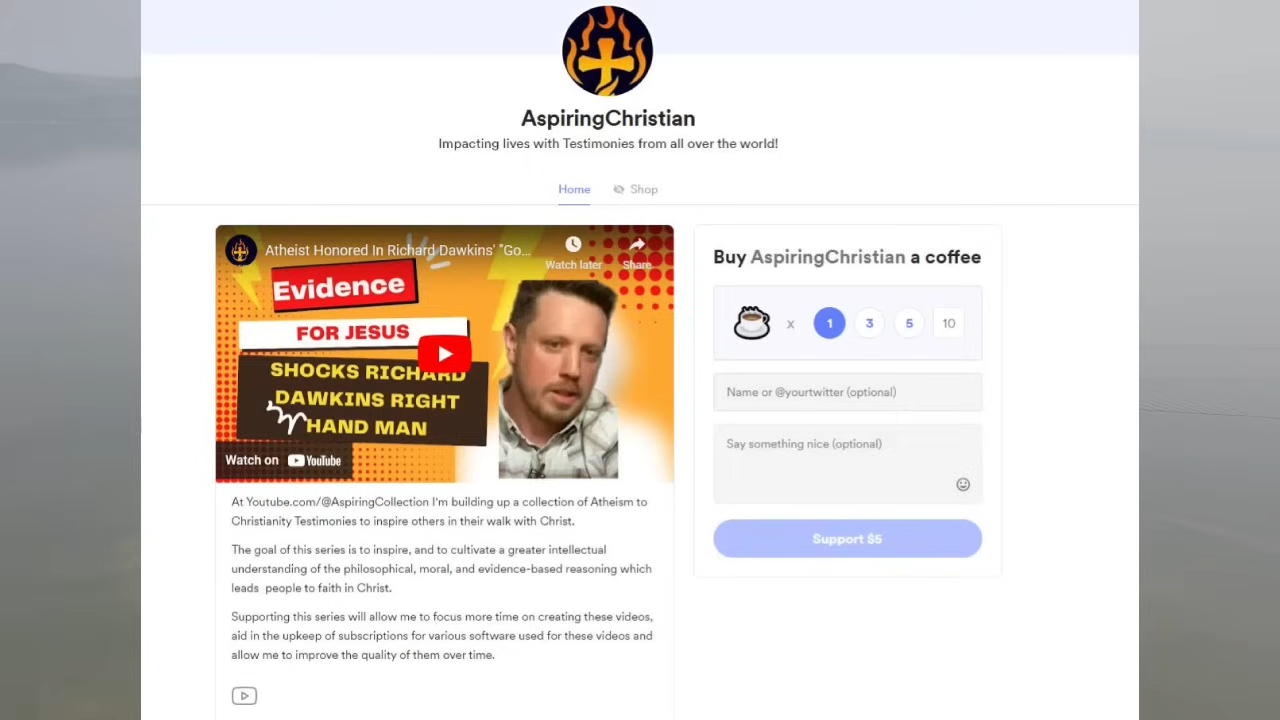 AspiringChristian
Impacting lives with Testimonies from all over the world!
Home
Shop
Atheist Honored In Richard Dawkins' "Go...
Watch later
Share
Evidence
FOR JESUS
SHOCKS RICHARD
DAWKINS RIGHT
HAND MAN
Watch on YouTube
At Youtube.com/@AspiringCollection I'm building up a collection of Atheism to
Christianity Testimonies to inspire others in their walk with Christ.
The goal of this series is to inspire, and to cultivate a greater intellectual
understanding of the philosophical, moral, and evidence-based reasoning which
leads people to faith in Christ.
Supporting this series will allow me to focus more time on creating these videos,
aid in the upkeep of subscriptions for various software used for these videos and
allow me to improve the quality of them over time.
Buy AspiringChristian a coffee
x 1 3 5 10
Name or @yourtwitter (optional)
Say something nice (optional)
Support $5